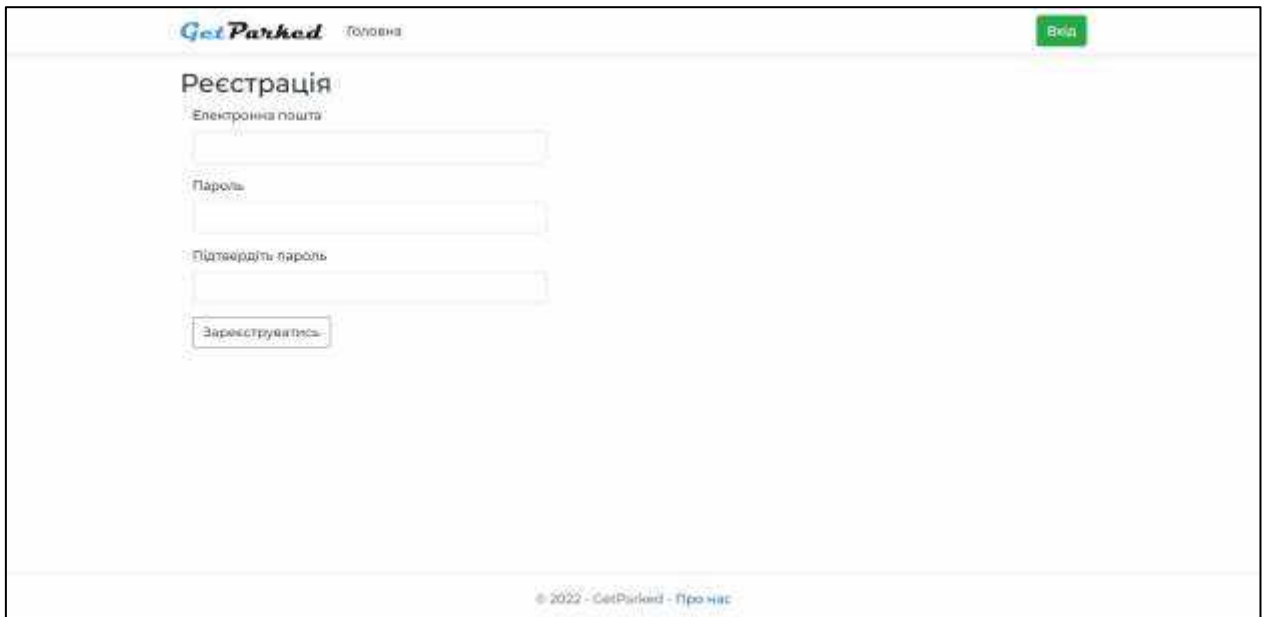 GetParked Головна Вхід
Реєстрація
Електронна пошта
Пароль
Підтвердіть пароль
Зареєструватись
© 2022 - GetParked - Про нас